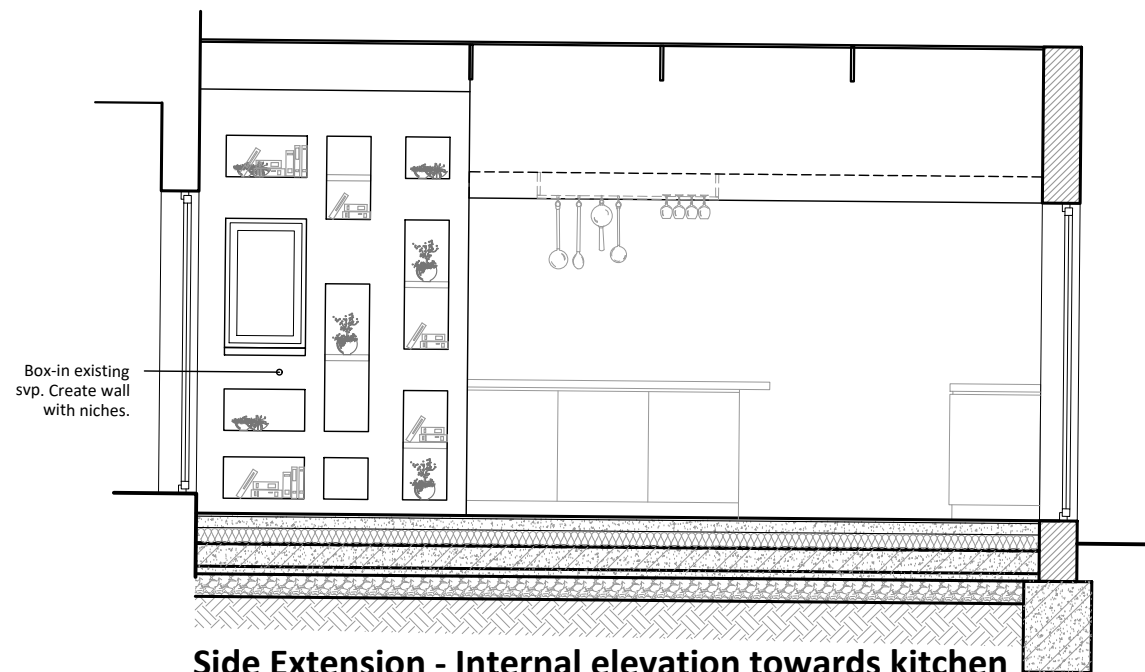 Box-in existing
svp. Create wall
with niches.
Side Extension - Internal elevation towards kitchen